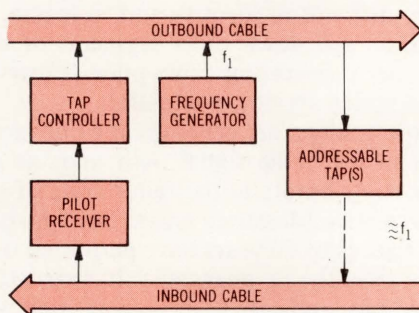 OUTBOUND CABLE
f₁
TAP
CONTROLLER
FREQUENCY
GENERATOR
ADDRESSABLE
TAP(S)
PILOT
RECEIVER
≈f₁
INBOUND CABLE